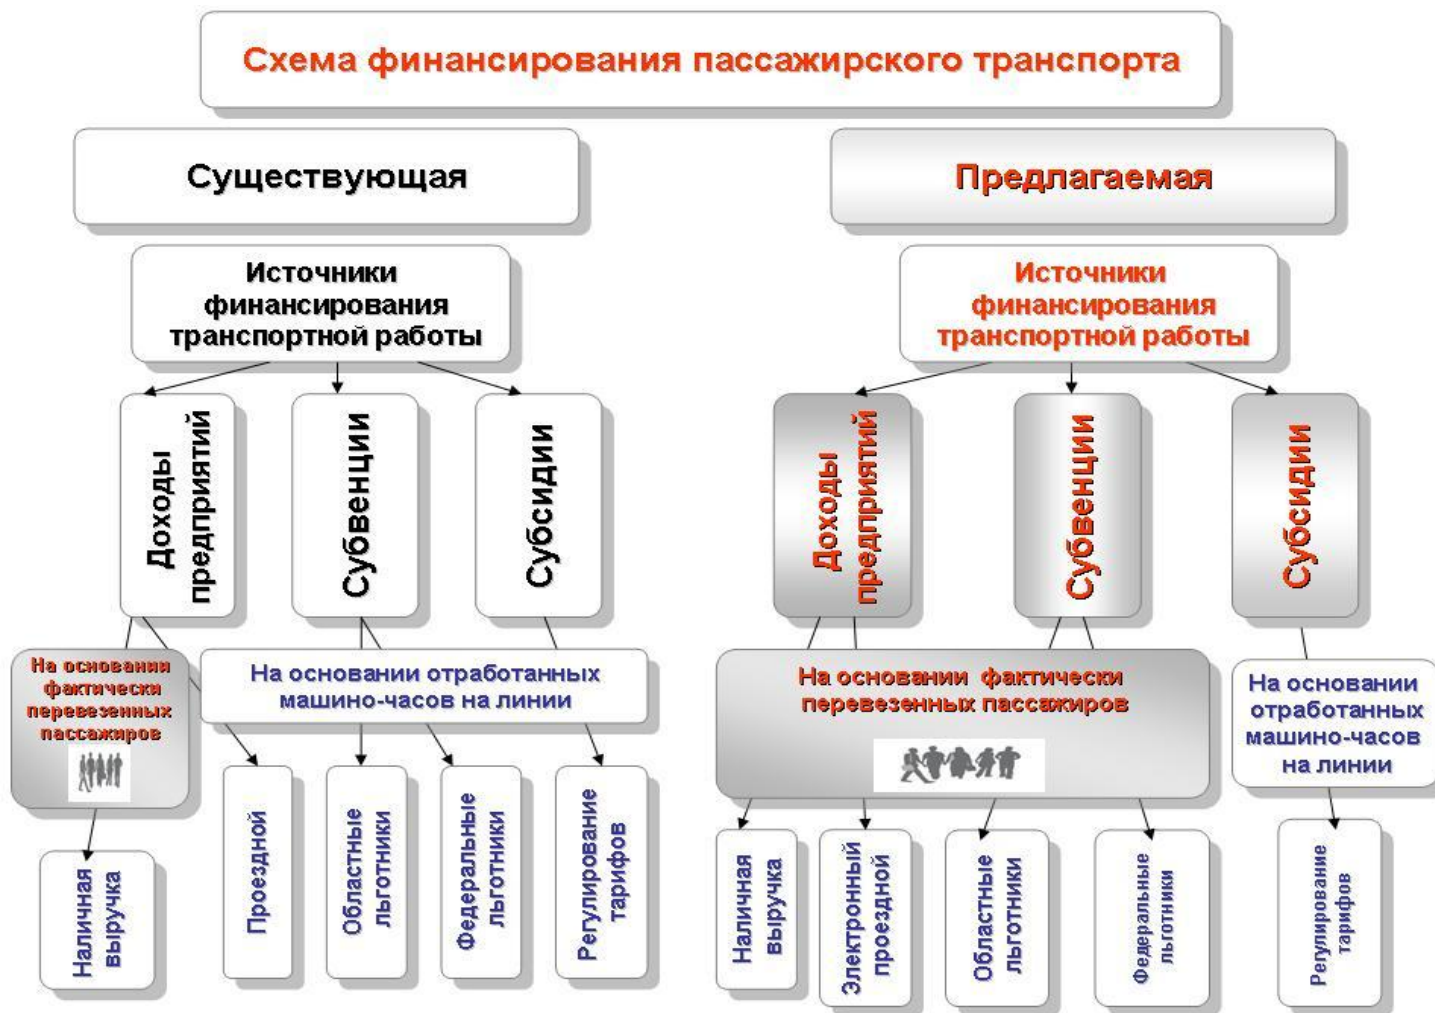 Схема финансирования пассажирского транспорта
Существующая
Источники
финансирования
транспортной работы
Доходы
предприятий
Субвенции
Субсидии
На основании
фактически
перевезенных
пассажиров
На основании отработанных
машино-часов на линии
Наличная
выручка
Проездной
Областные
льготники
Федеральные
льготники
Регулирование
тарифов
Предлагаемая
Источники
финансирования
транспортной работы
Доходы
предприятий
Субвенции
Субсидии
На основании фактически
перевезенных пассажиров
На основании
отработанных
машино-часов
на линии
Наличная
выручка
Электронный
проездной
Областные
льготники
Федеральные
льготники
Регулирование
тарифов